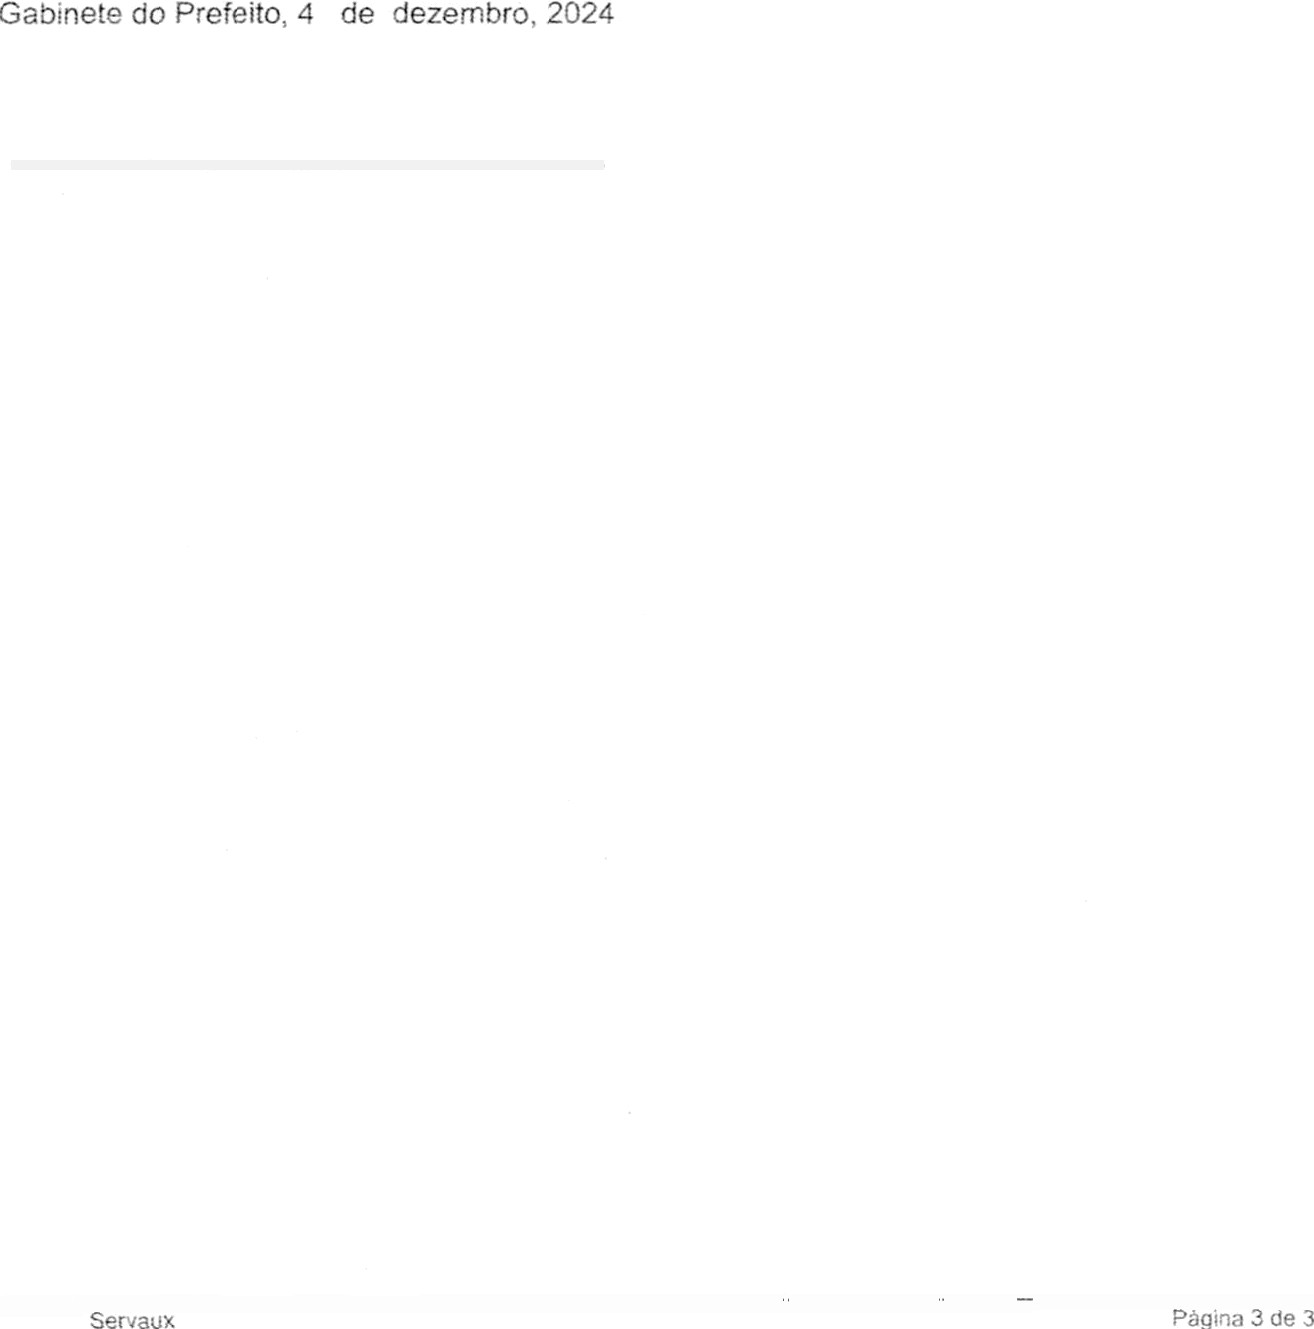 Gabinete do Prefeito, 4 de dezembro, 2024
Servaux
Página 3 de 3